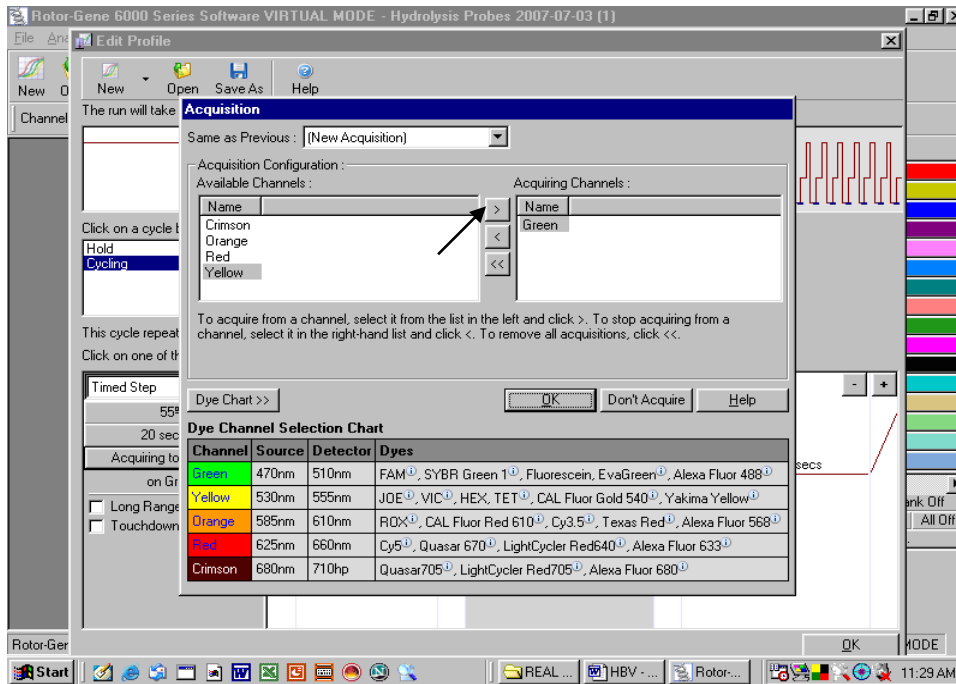 Rotor-Gene 6000 Series Software VIRTUAL MODE - Hydrolysis Probes 2007-07-03 (1)
File Ana
Edit Profile
New
New Open Save As Help
Channel
The run will take
Acquisition
Same as Previous : (New Acquisition)
Acquisition Configuration :
Available Channels :
Acquiring Channels :
Name
Crimson
Orange
Red
Yellow
>
<
<<
Name
Green
Click on a cycle b
Hold
Cycling
To acquire from a channel, select it from the list in the left and click >. To stop acquiring from a
channel, select it in the right-hand list and click <. To remove all acquisitions, click <<.
This cycle repeat
Click on one of th
Timed Step
55º
20 sec
Acquiring to
on Gr
Long Range
Touchdown
Dye Chart >>
OK
Don't Acquire
Help
- +
secs
Dye Channel Selection Chart
Channel Source Detector Dyes
Green 470nm 510nm FAM, SYBR Green 1, Fluorescein, EvaGreen, Alexa Fluor 488
Yellow 530nm 555nm JOE, VIC, HEX, TET, CAL Fluor Gold 540, Yakima Yellow
Orange 585nm 610nm ROX, CAL Fluor Red 610, Cy3.5, Texas Red, Alexa Fluor 568
Red 625nm 660nm Cy5, Quasar 670, LightCycler Red640, Alexa Fluor 633
Crimson 680nm 710hp Quasar705, LightCycler Red705, Alexa Fluor 680
ank Off
All Off
OK
Rotor-Ger
MODE
Start
REAL ...
HBV - ...
Rotor-...
11:29 AM